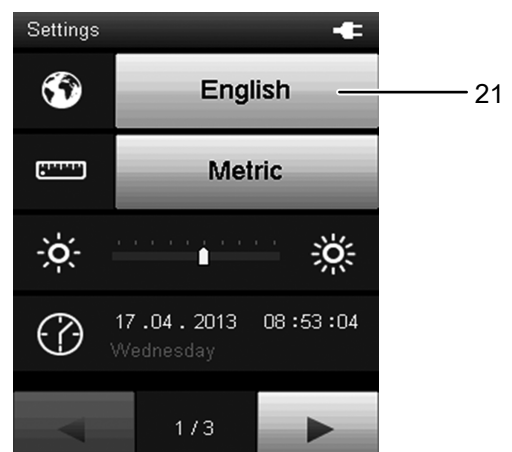 Settings
English
21
Metric
17 .04 . 2013 08 :53 :04
Wednesday
1 / 3